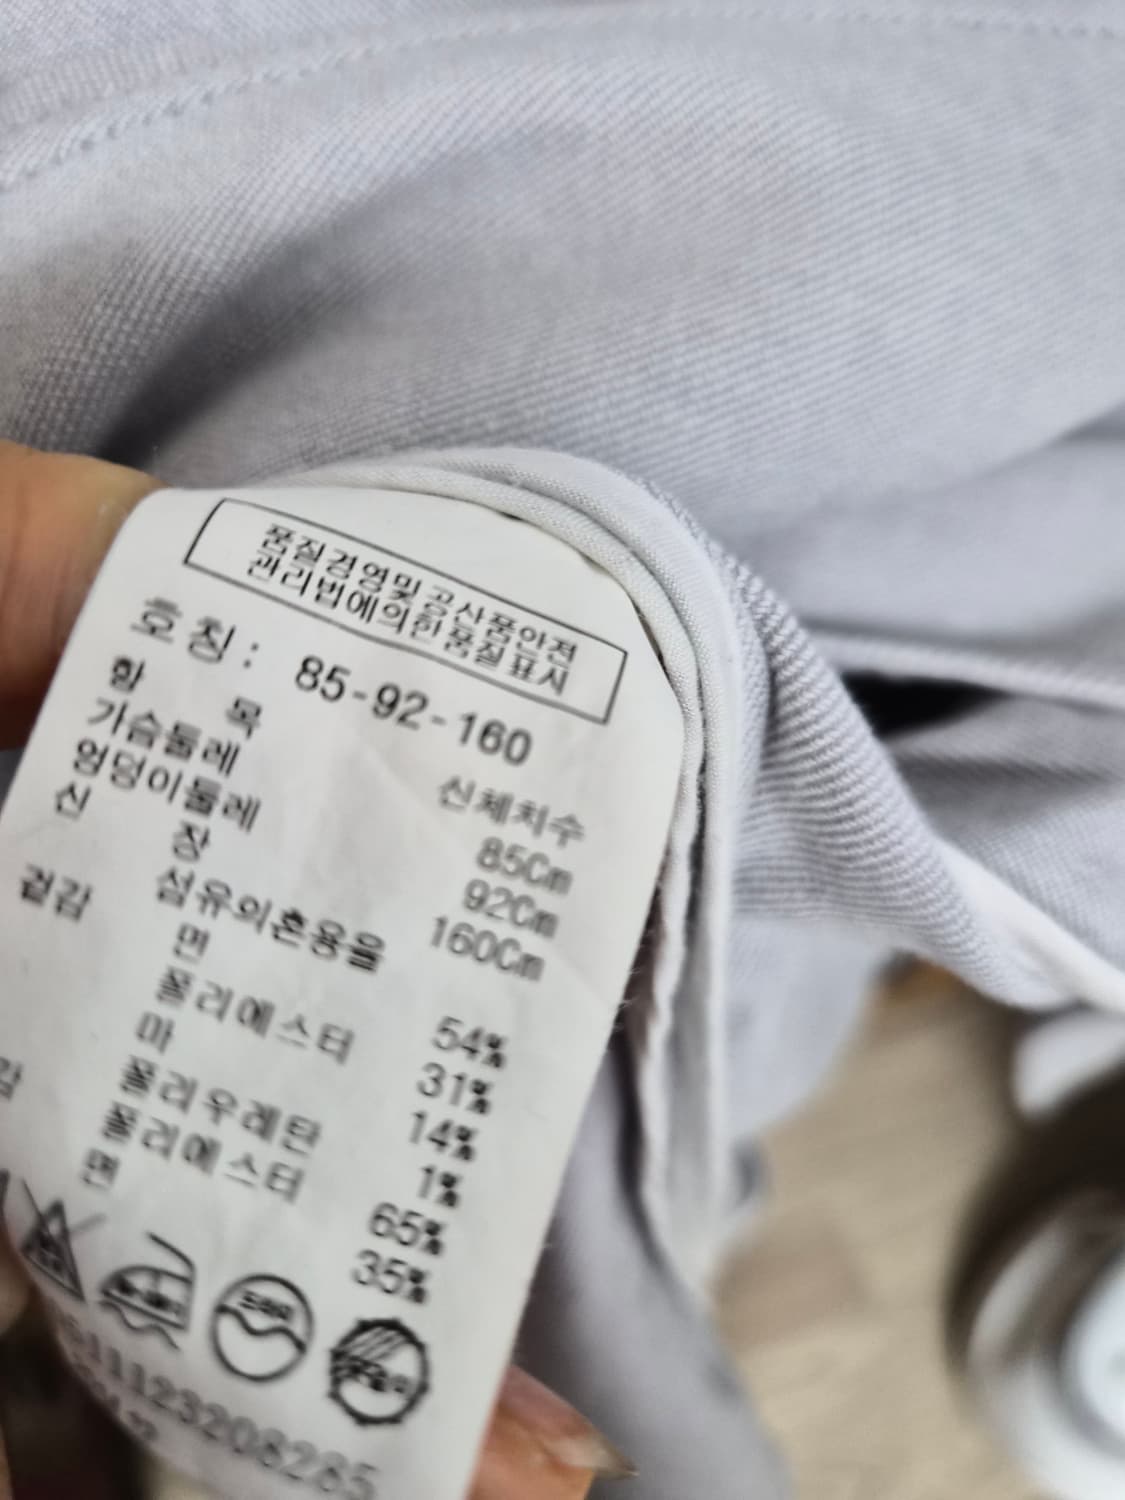 품질경영및공산품안전
관리법에의한품질표시
호 칭 : 85-92-160
항 목 신체치수
가슴둘레 85Cm
엉덩이둘레 92Cm
신 장 160Cm
섬유의혼용율
겉감 면 54%
폴리에스터 31%
마 14%
폴리우레탄 1%
감 폴리에스터 65%
면 35%
드라이